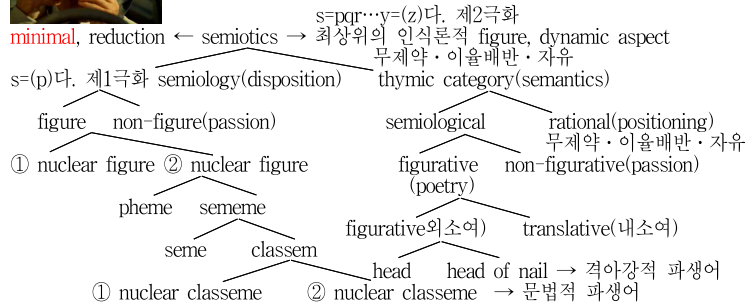 s=pqr⋯y=(z)다. 제2극화
minimal, reduction ← semiotics → 최상위의 인식론적 figure, dynamic aspect
무제약·이율배반·자유
s=(p)다. 제1극화 semiology(disposition) thymic category(semantics)
figure non-figure(passion) semiological rational(positioning)
무제약·이율배반·자유
① nuclear figure ② nuclear figure figurative non-figurative(passion)
(poetry)
pheme sememe
figurative외소여) translative(내소여)
seme classem
head head of nail → 격아강적 파생어
① nuclear classeme ② nuclear classeme → 문법적 파생어